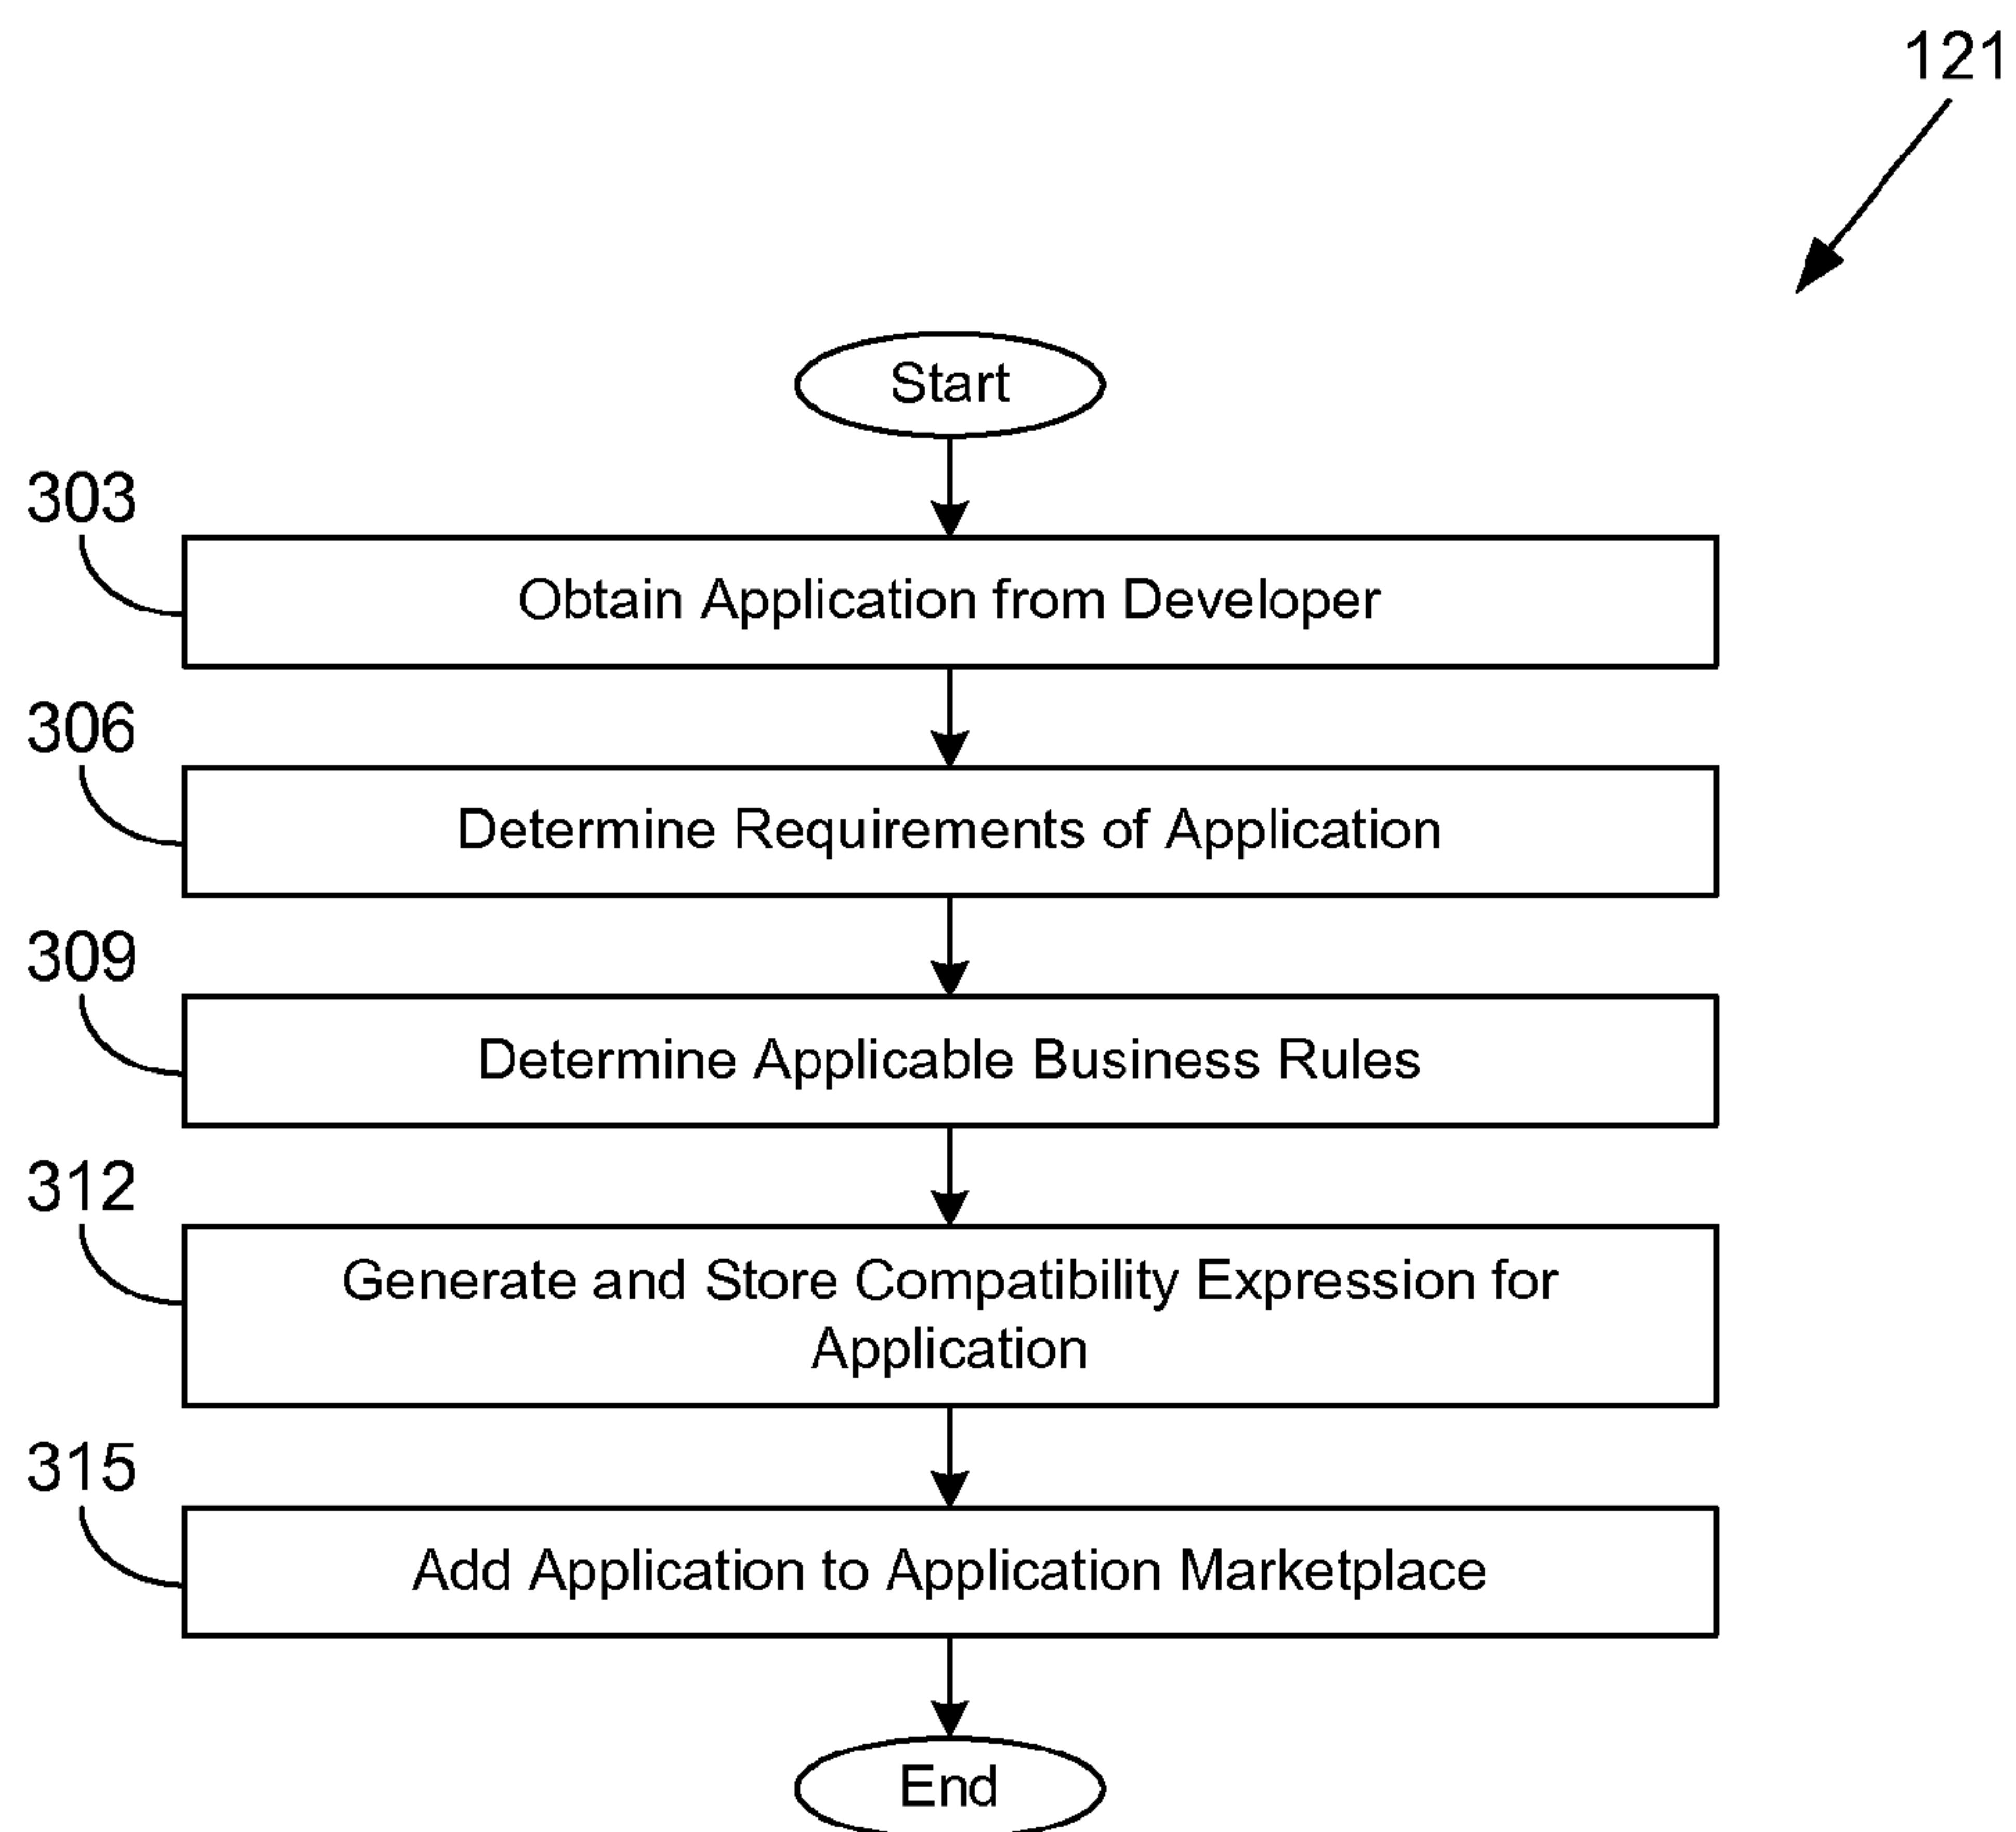 121
Start
303
Obtain Application from Developer
306
Determine Requirements of Application
309
Determine Applicable Business Rules
312
Generate and Store Compatibility Expression for
Application
315
Add Application to Application Marketplace
End